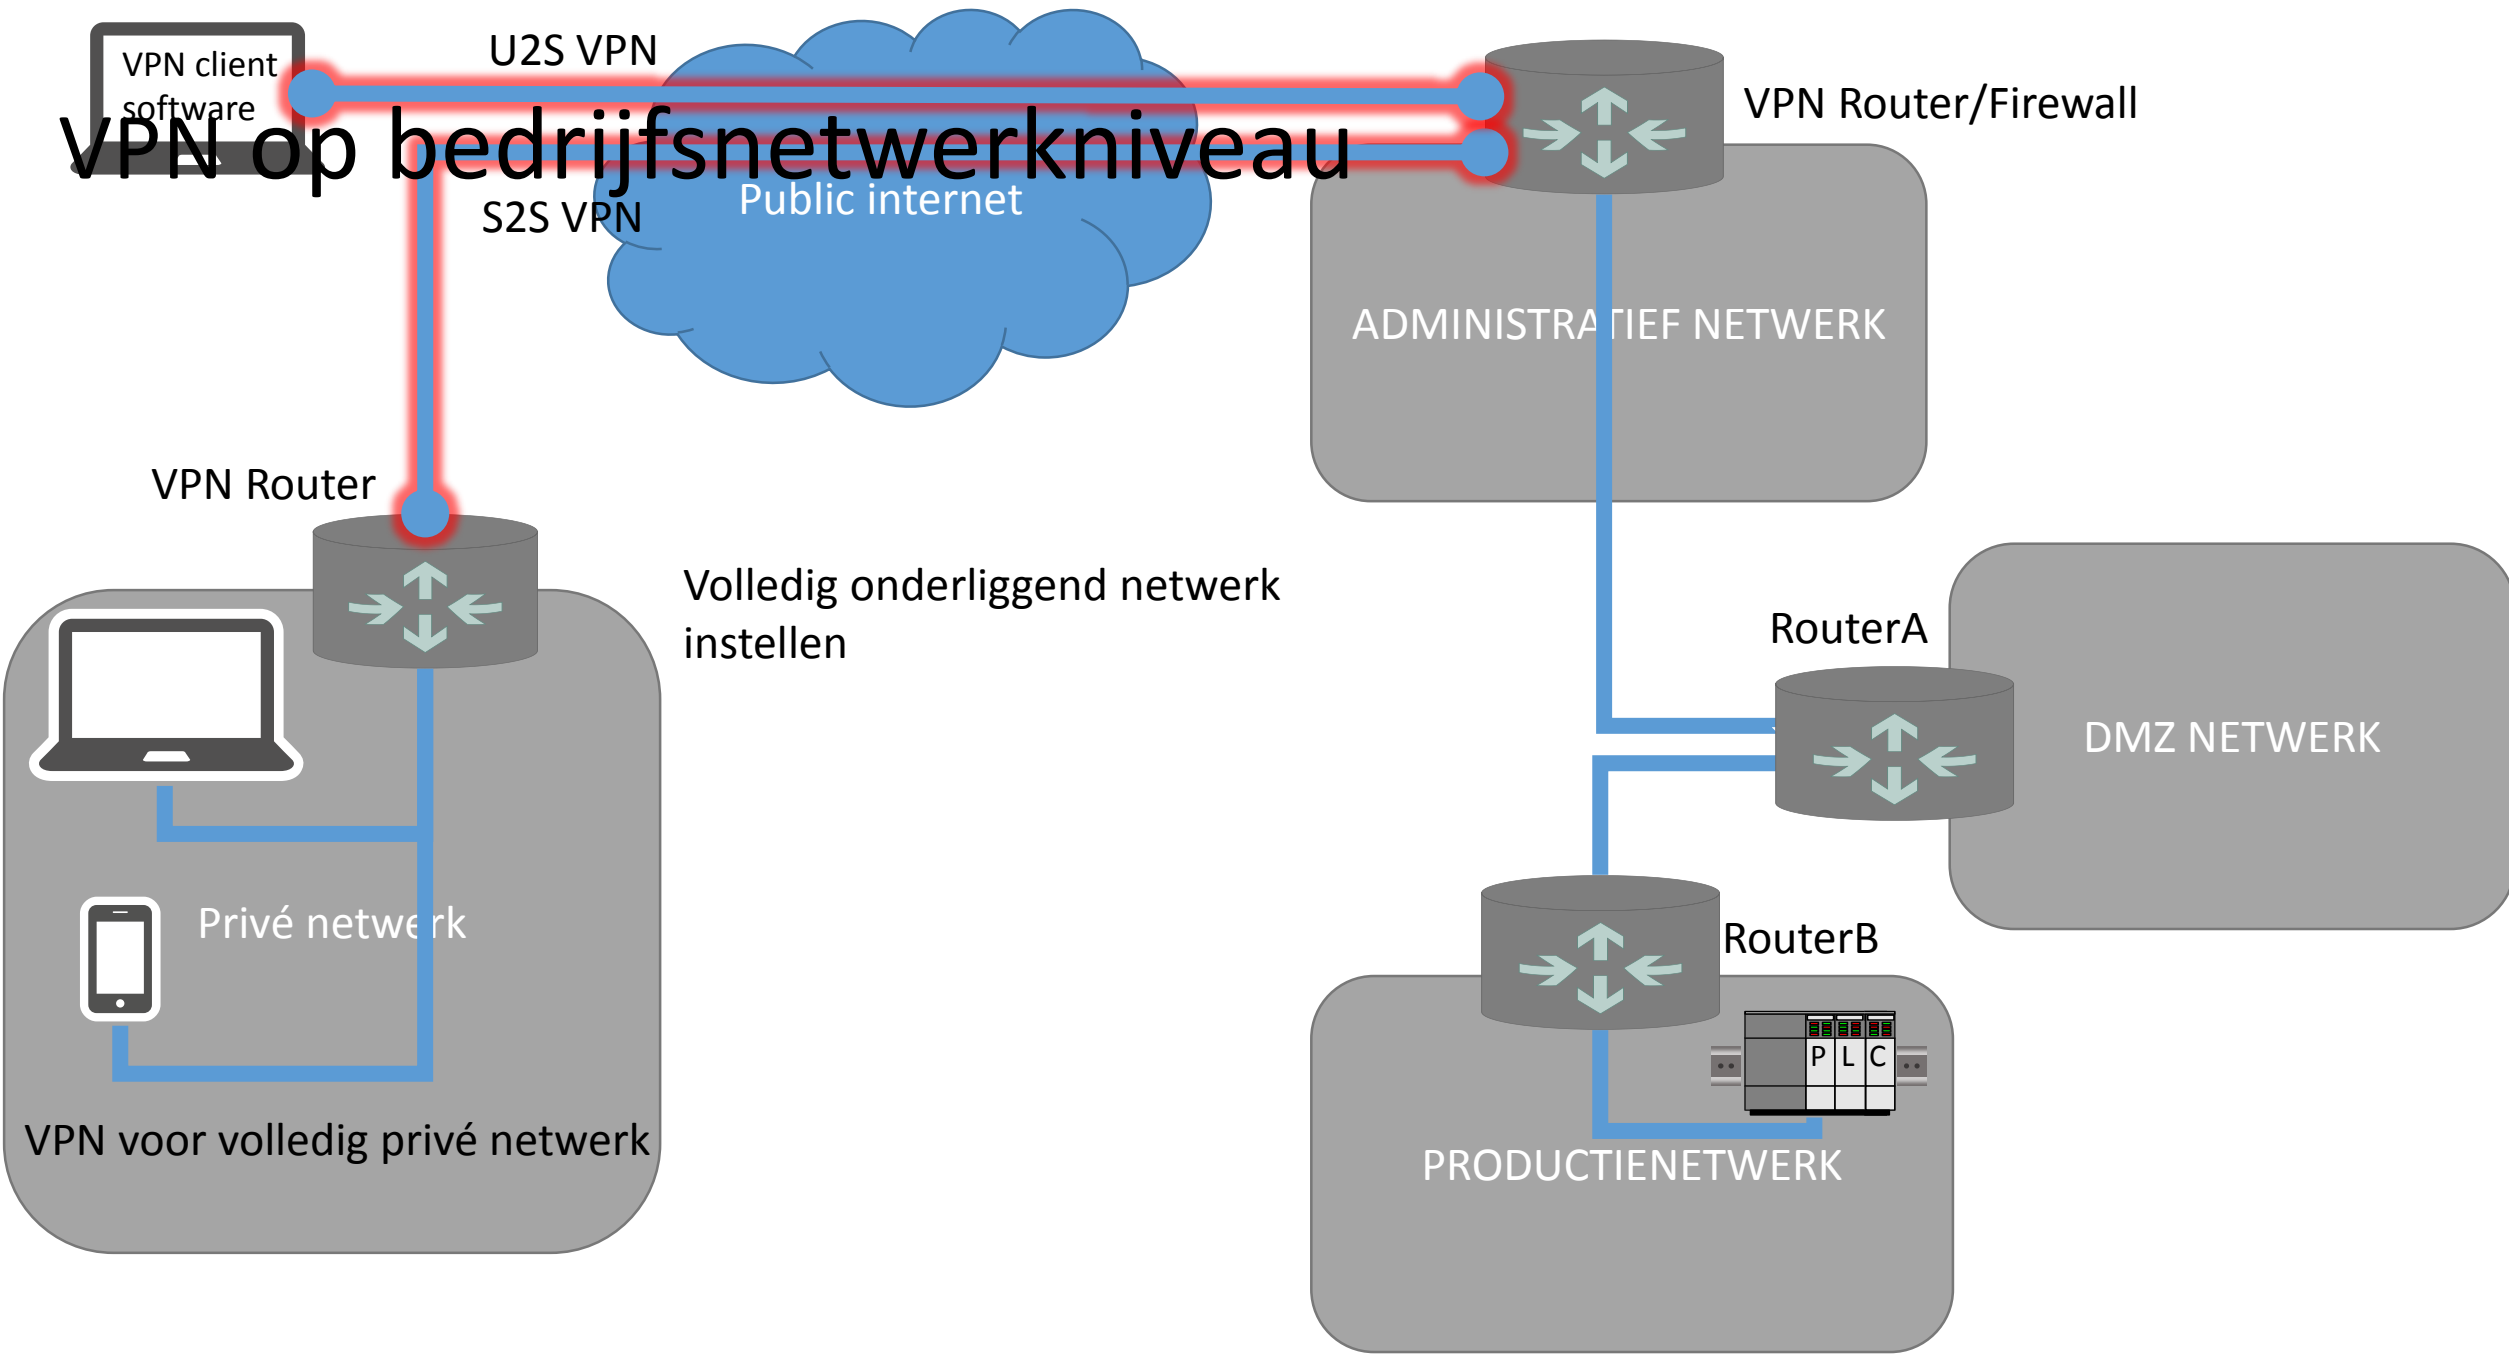 VPN client
software
U2S VPN
VPN op bedrijfsnetwerkniveau
S2S VPN
Public internet
VPN Router/Firewall
ADMINISTRATIEF NETWERK
VPN Router
Volledig onderliggend netwerk
instellen
RouterA
DMZ NETWERK
Privé netwerk
RouterB
P L C
VPN voor volledig privé netwerk
PRODUCTIENETWERK